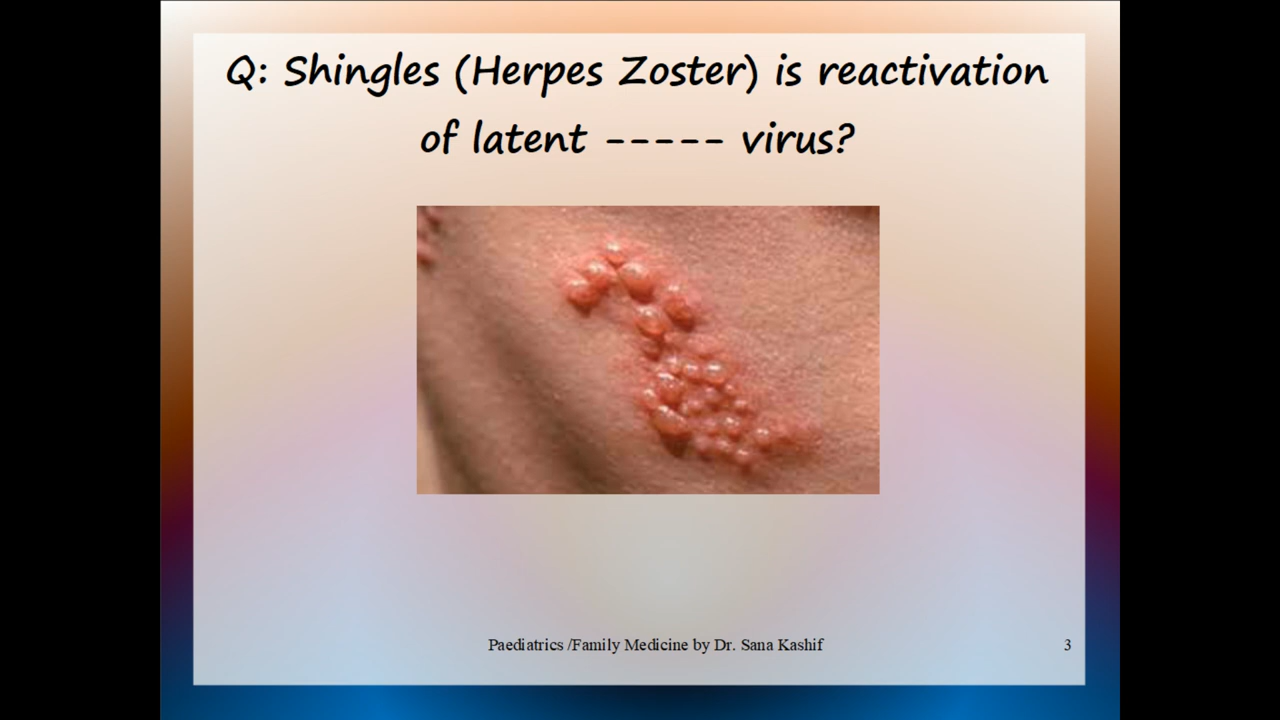 Q: Shingles (Herpes Zoster) is reactivation
of latent ----- virus?
Paediatrics /Family Medicine by Dr. Sana Kashif
3